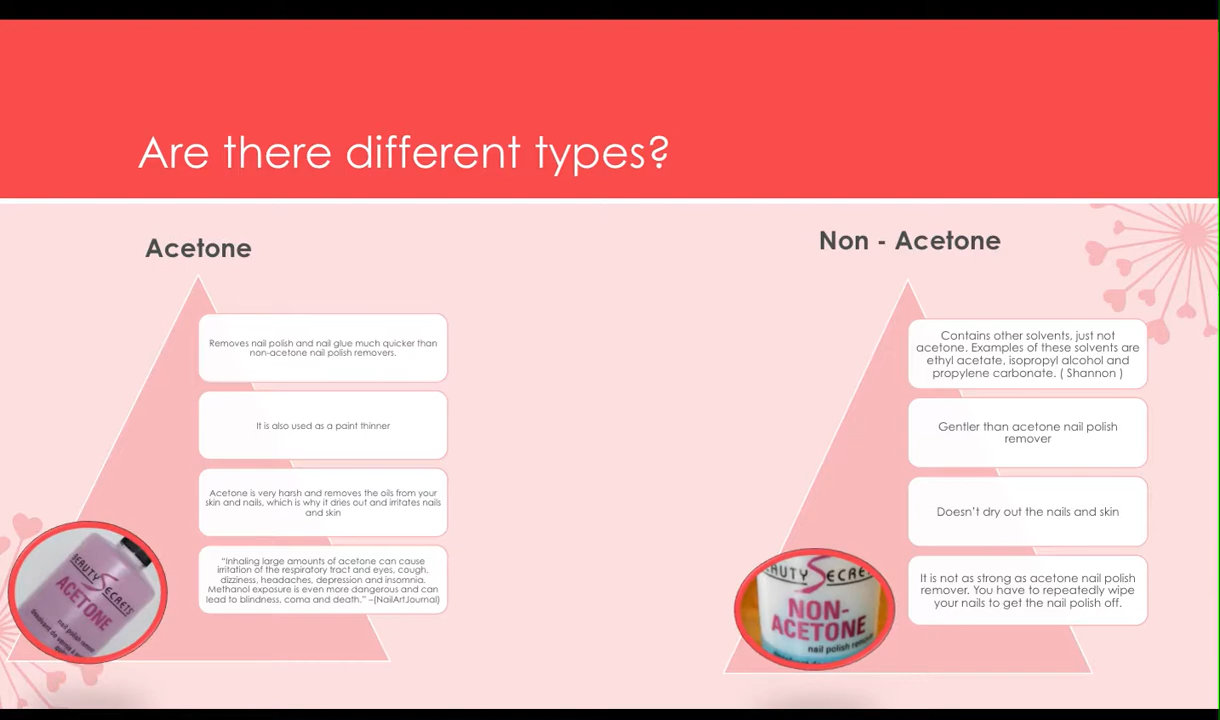 Are there different types?
Acetone
Removes nail polish and nail glue much quicker than
non-acetone nail polish removers.
It is also used as a paint thinner
Acetone is very harsh and removes the oils from your
skin and nails, which is why it dries out and irritates nails
and skin
“Inhaling large amounts of acetone can cause
irritation of the respiratory tract and eyes, cough,
dizziness, headaches, depression and insomnia.
Methanol exposure is even more dangerous and can
lead to blindness, coma and death.” –(NailArtJournal)
BEAUTY SECRETS
ACETONE
nail polish
Non - Acetone
Contains other solvents, just not
acetone. Examples of these solvents are
ethyl acetate, isopropyl alcohol and
propylene carbonate. ( Shannon )
Gentler than acetone nail polish
remover
Doesn’t dry out the nails and skin
It is not as strong as acetone nail polish
remover. You have to repeatedly wipe
your nails to get the nail polish off.
NON-
ACETONE
nail polish